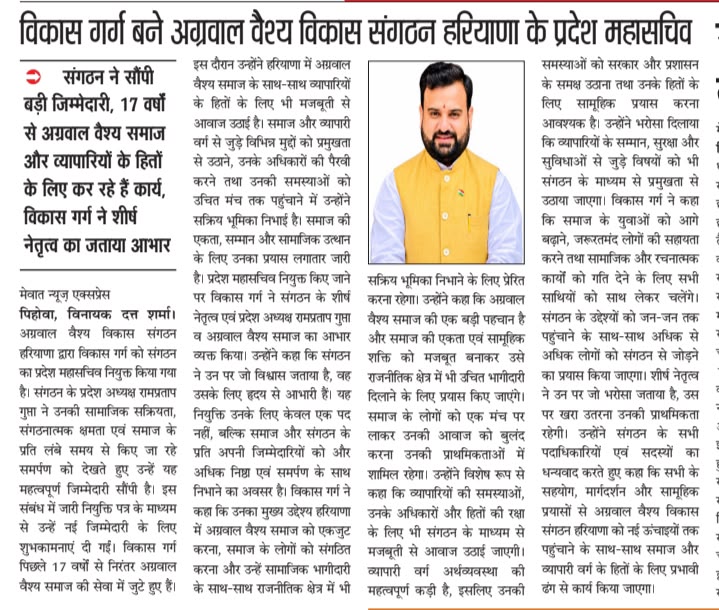 विकास गर्ग बने अग्रवाल वैश्य विकास संगठन हरियाणा के प्रदेश महासचिव
संगठन ने सौंपी
बड़ी जिम्मेदारी, 17 वर्षों
से अग्रवाल वैश्य समाज
और व्यापारियों के हितों
के लिए कर रहे हैं कार्य,
विकास गर्ग ने शीर्ष
नेतृत्व का जताया आभार
मेवात न्यूज़ एक्सप्रेस
पिहोवा, विनायक दत्त शर्मा।
अग्रवाल वैश्य विकास संगठन
हरियाणा द्वारा विकास गर्ग को संगठन
का प्रदेश महासचिव नियुक्त किया गया
है। संगठन के प्रदेश अध्यक्ष रामप्रताप
गुप्ता ने उनकी सामाजिक सक्रियता,
संगठनात्मक क्षमता एवं समाज के
प्रति लंबे समय से किए जा रहे
समर्पण को देखते हुए उन्हें यह
महत्वपूर्ण जिम्मेदारी सौंपी है। इस
संबंध में जारी नियुक्ति पत्र के माध्यम
से उन्हें नई जिम्मेदारी के लिए
शुभकामनाएं दी गईं। विकास गर्ग
पिछले 17 वर्षों से निरंतर अग्रवाल
वैश्य समाज की सेवा में जुटे हुए हैं।
इस दौरान उन्होंने हरियाणा में अग्रवाल
वैश्य समाज के साथ-साथ व्यापारियों
के हितों के लिए भी मजबूती से
आवाज उठाई है। समाज और व्यापारी
वर्ग से जुड़े विभिन्न मुद्दों को प्रमुखता
से उठाने, उनके अधिकारों की पैरवी
करने तथा उनकी समस्याओं को
उचित मंच तक पहुंचाने में उन्होंने
सक्रिय भूमिका निभाई है। समाज की
एकता, सम्मान और सामाजिक उत्थान
के लिए उनका प्रयास लगातार जारी
है। प्रदेश महासचिव नियुक्त किए जाने
पर विकास गर्ग ने संगठन के शीर्ष
नेतृत्व एवं प्रदेश अध्यक्ष रामप्रताप गुप्ता
व अग्रवाल वैश्य समाज का आभार
व्यक्त किया। उन्होंने कहा कि संगठन
ने उन पर जो विश्वास जताया है, वह
उसके लिए हृदय से आभारी हैं। यह
नियुक्ति उनके लिए केवल एक पद
नहीं, बल्कि समाज और संगठन के
प्रति अपनी जिम्मेदारियों को और
अधिक निष्ठा एवं समर्पण के साथ
निभाने का अवसर है। विकास गर्ग ने
कहा कि उनका मुख्य उद्देश्य हरियाणा
में अग्रवाल वैश्य समाज को एकजुट
करना, समाज के लोगों को संगठित
करना और उन्हें सामाजिक भागीदारी
के साथ-साथ राजनीतिक क्षेत्र में भी
सक्रिय भूमिका निभाने के लिए प्रेरित
करना रहेगा। उन्होंने कहा कि अग्रवाल
वैश्य समाज की एक बड़ी पहचान है
और समाज की एकता एवं सामूहिक
शक्ति को मजबूत बनाकर उसे
राजनीतिक क्षेत्र में भी उचित भागीदारी
दिलाने के लिए प्रयास किए जाएंगे।
समाज के लोगों को एक मंच पर
लाकर उनकी आवाज को बुलंद
करना उनकी प्राथमिकताओं में
शामिल रहेगा। उन्होंने विशेष रूप से
कहा कि व्यापारियों की समस्याओं,
उनके अधिकारों और हितों की रक्षा
के लिए भी संगठन के माध्यम से
मजबूती से आवाज उठाई जाएगी।
व्यापारी वर्ग अर्थव्यवस्था की
महत्वपूर्ण कड़ी है, इसलिए उनकी
समस्याओं को सरकार और प्रशासन
के समक्ष उठाना तथा उनके हितों के
लिए सामूहिक प्रयास करना
आवश्यक है। उन्होंने भरोसा दिलाया
कि व्यापारियों के सम्मान, सुरक्षा और
सुविधाओं से जुड़े विषयों को भी
संगठन के माध्यम से प्रमुखता से
उठाया जाएगा। विकास गर्ग ने कहा
कि समाज के युवाओं को आगे
बढ़ाने, जरूरतमंद लोगों की सहायता
करने तथा सामाजिक और रचनात्मक
कार्यों को गति देने के लिए सभी
साथियों को साथ लेकर चलेंगे।
संगठन के उद्देश्यों को जन-जन तक
पहुंचाने के साथ-साथ अधिक से
अधिक लोगों को संगठन से जोड़ने
का प्रयास किया जाएगा। शीर्ष नेतृत्व
ने उन पर जो भरोसा जताया है, उस
पर खरा उतरना उनकी प्राथमिकता
रहेगी। उन्होंने संगठन के सभी
पदाधिकारियों एवं सदस्यों का
धन्यवाद करते हुए कहा कि सभी के
सहयोग, मार्गदर्शन और सामूहिक
प्रयासों से अग्रवाल वैश्य विकास
संगठन हरियाणा को नई ऊंचाइयों तक
पहुंचाने के साथ-साथ समाज और
व्यापारी वर्ग के हितों के लिए प्रभावी
ढंग से कार्य किया जाएगा।